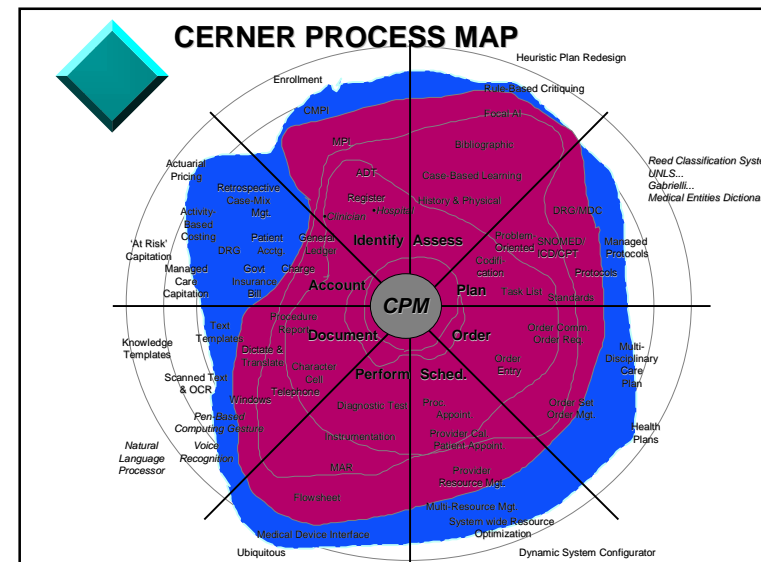 CERNER PROCESS MAP
Heuristic Plan Redesign
Enrollment
Rule-Based Critiquing
CMPI
Focal AI
MPI
Bibliographic
Reed Classification Syste
UNLS...
Gabrielli...
Medical Entities Dictiona
Actuarial
Pricing
ADT
Case-Based Learning
Retrospective
Case-Mix
Mgt.
Register
•Clinician
•Hospital
History & Physical
DRG/MDC
Activity-
Based
Costing
'At Risk'
Capitation
DRG
Patient
Acctg.
General
Ledger
Identify
Assess
Problem-
Oriented
SNOMED/
ICD/CPT
Managed
Protocols
Managed
Care
Capitation
Govt.
Insurance
Bill
Charge
Codifi-
cation
Protocols
Account
CPM
Plan
Task List
Standards
Text
Templates
Procedure
Report
Document
Order
Order Comm.
Order Req.
Knowledge
Templates
Dictate &
Translate
Multi-
Disciplinary
Care
Plan
Scanned Text
& OCR
Character
Cell
Telephone
Perform
Sched.
Order
Entry
Windows
Diagnostic Test
Proc.
Appoint.
Order Set
Order Mgt.
Pen-Based
Computing Gesture
Health
Plans
Natural
Language
Processor
Voice
Recognition
Instrumentation
Provider Cal.
Patient Appoint.
MAR
Provider
Resource Mgt.
Flowsheet
Multi-Resource Mgt.
Medical Device Interface
System wide Resource
Optimization
Ubiquitous
Dynamic System Configurator